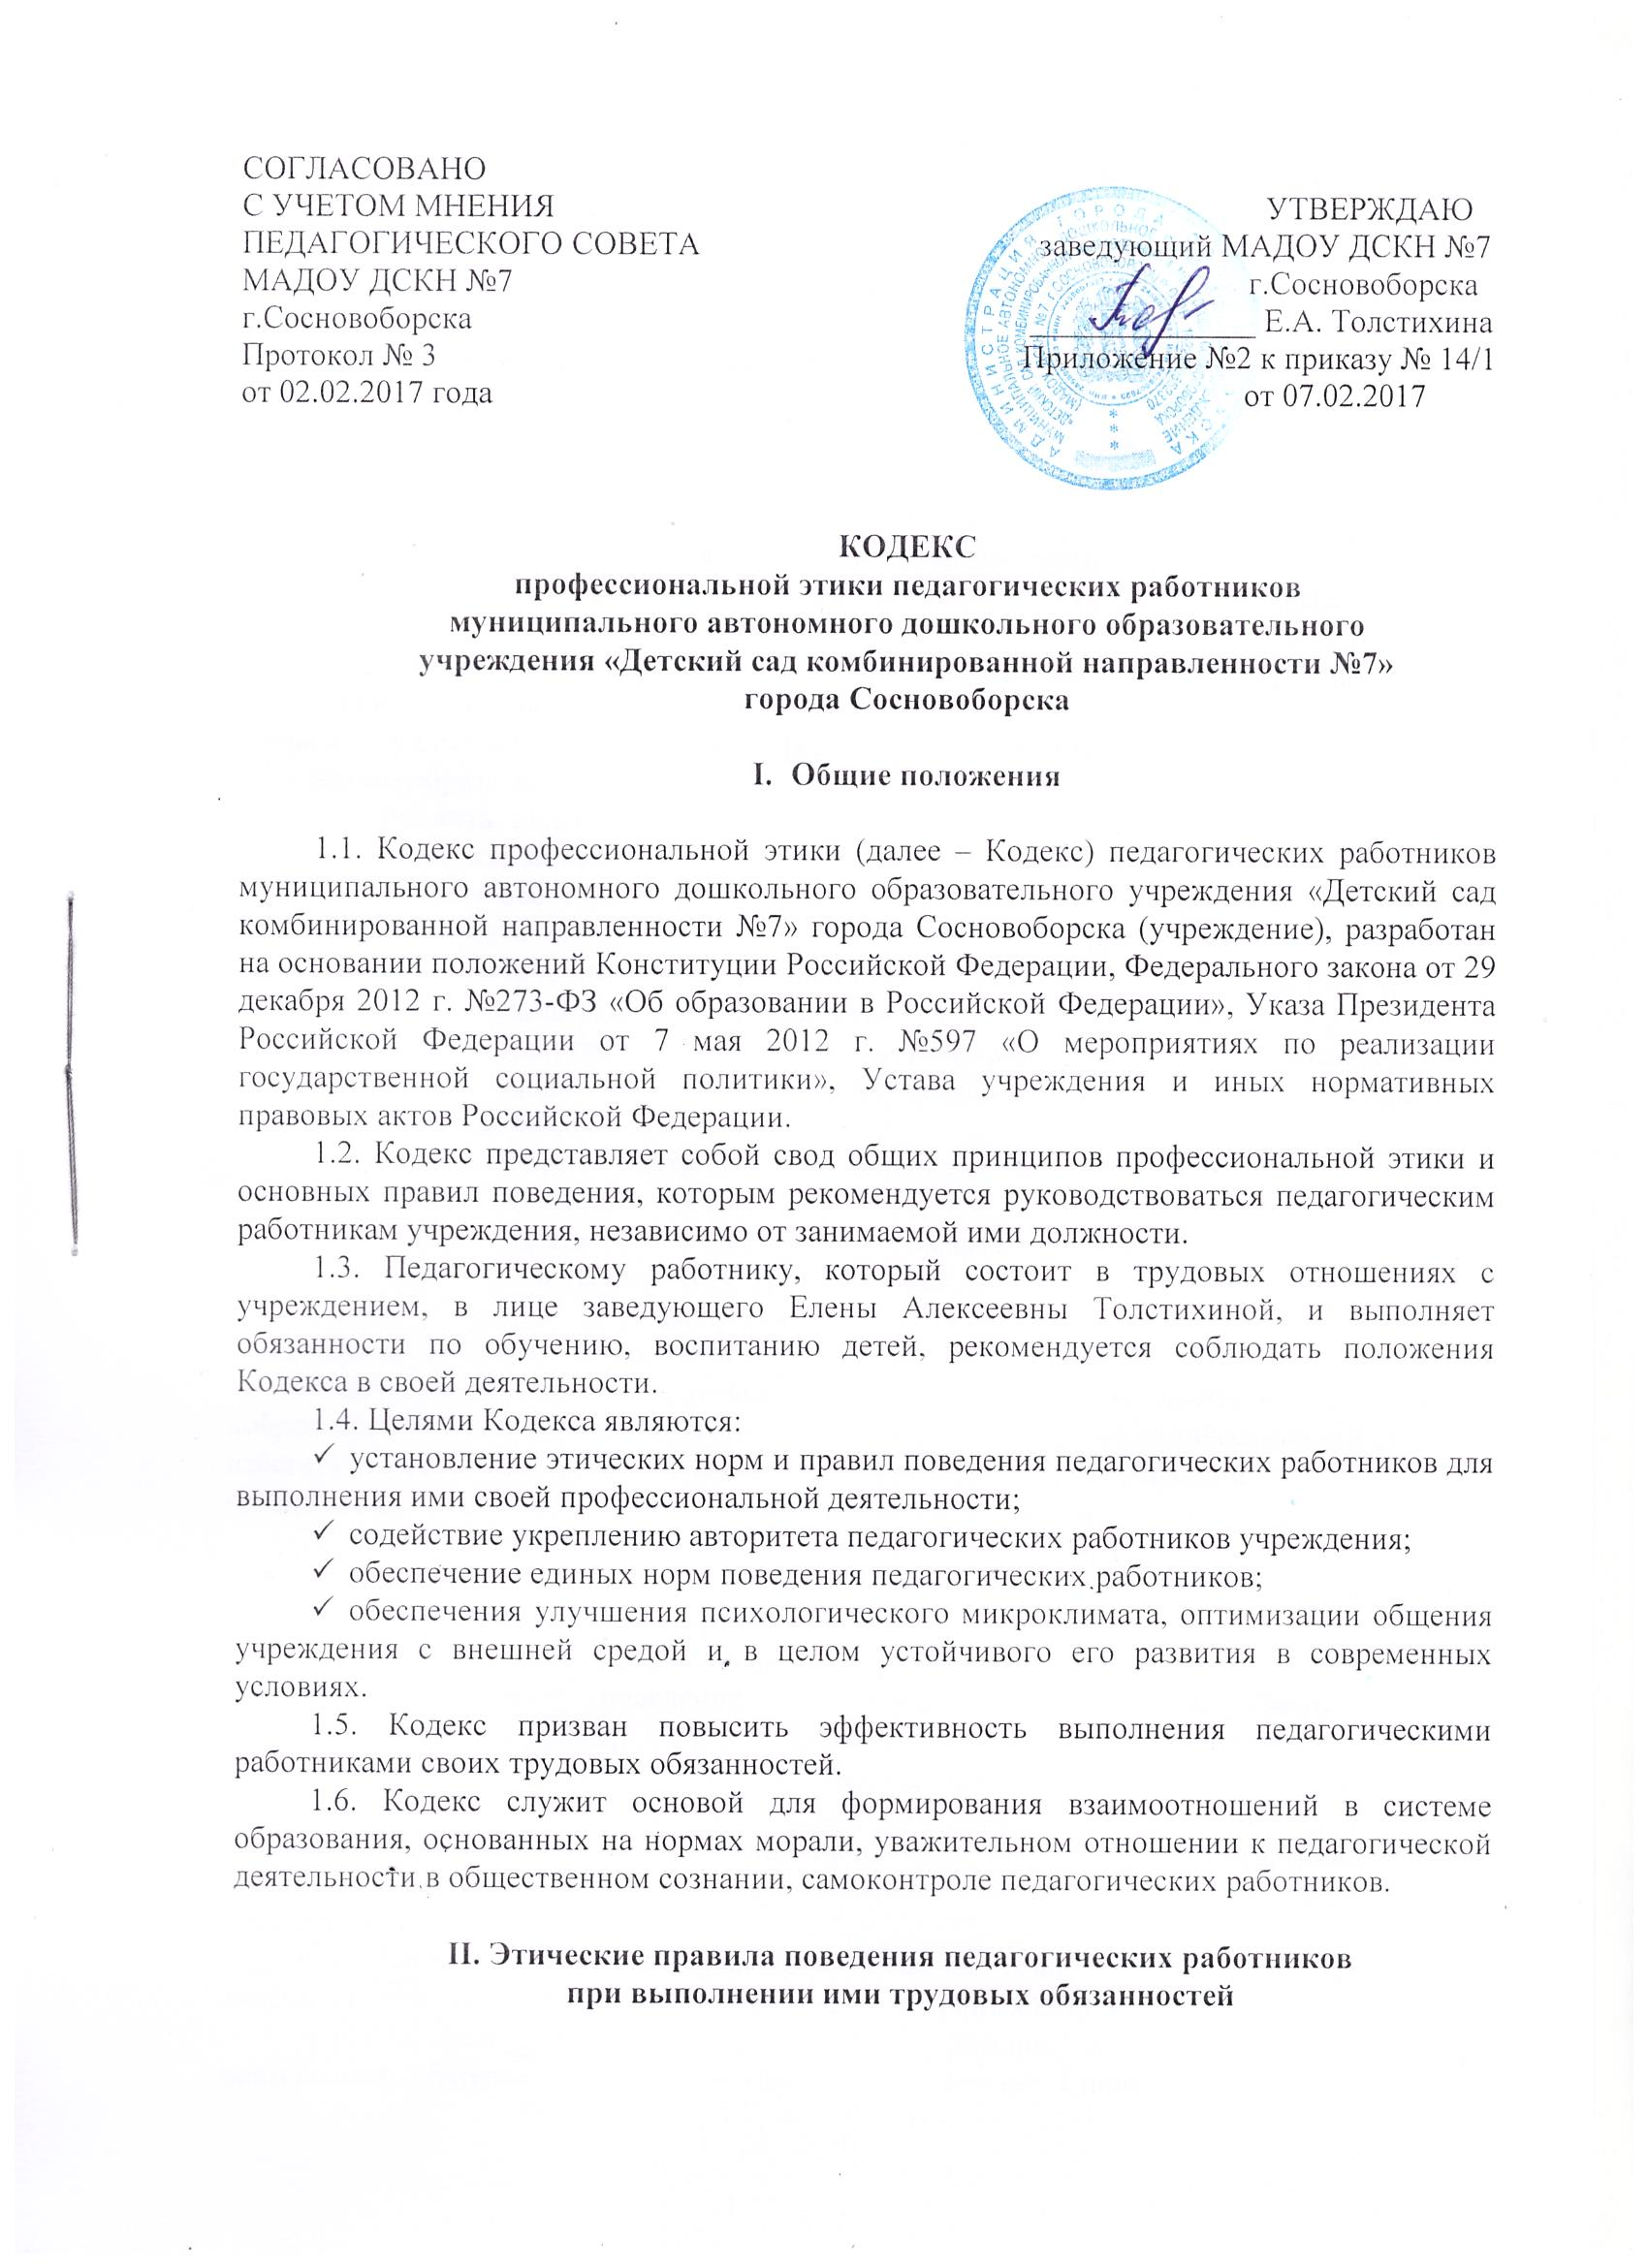 СОГЛАСОВАНО
С УЧЕТОМ МНЕНИЯ
ПЕДАГОГИЧЕСКОГО СОВЕТА
МАДОУ ДСКН №7
г.Сосновоборска
Протокол № 3
от 02.02.2017 года
УТВЕРЖДАЮ
заведующий МАДОУ ДСКН №7
г.Сосновоборска
Е.А. Толстихина
Приложение №2 к приказу № 14/1
от 07.02.2017
КОДЕКС
профессиональной этики педагогических работников
муниципального автономного дошкольного образовательного
учреждения «Детский сад комбинированной направленности №7»
города Сосновоборска
I. Общие положения
1.1. Кодекс профессиональной этики (далее – Кодекс) педагогических работников
муниципального автономного дошкольного образовательного учреждения «Детский сад
комбинированной направленности №7» города Сосновоборска (учреждение), разработан
на основании положений Конституции Российской Федерации, Федерального закона от 29
декабря 2012 г. №273-ФЗ «Об образовании в Российской Федерации», Указа Президента
Российской Федерации от 7 мая 2012 г. №597 «О мероприятиях по реализации
государственной социальной политики», Устава учреждения и иных нормативных
правовых актов Российской Федерации.
1.2. Кодекс представляет собой свод общих принципов профессиональной этики и
основных правил поведения, которым рекомендуется руководствоваться педагогическим
работникам учреждения, независимо от занимаемой ими должности.
1.3. Педагогическому работнику, который состоит в трудовых отношениях с
учреждением, в лице заведующего Елены Алексеевны Толстихиной, и выполняет
обязанности по обучению, воспитанию детей, рекомендуется соблюдать положения
Кодекса в своей деятельности.
1.4. Целями Кодекса являются:
✓ установление этических норм и правил поведения педагогических работников для
выполнения ими своей профессиональной деятельности;
✓ содействие укреплению авторитета педагогических работников учреждения;
✓ обеспечение единых норм поведения педагогических работников;
✓ обеспечения улучшения психологического микроклимата, оптимизации общения
учреждения с внешней средой и, в целом устойчивого его развития в современных
условиях.
1.5. Кодекс призван повысить эффективность выполнения педагогическими
работниками своих трудовых обязанностей.
1.6. Кодекс служит основой для формирования взаимоотношений в системе
образования, основанных на нормах морали, уважительном отношении к педагогической
деятельности в общественном сознании, самоконтроле педагогических работников.
II. Этические правила поведения педагогических работников
при выполнении ими трудовых обязанностей